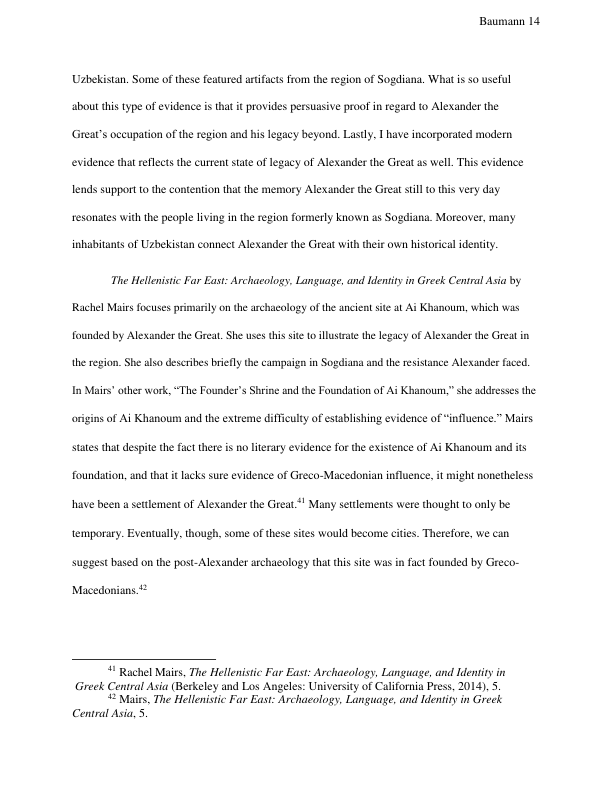 Baumann 14
Uzbekistan. Some of these featured artifacts from the region of Sogdiana. What is so useful
about this type of evidence is that it provides persuasive proof in regard to Alexander the
Great’s occupation of the region and his legacy beyond. Lastly, I have incorporated modern
evidence that reflects the current state of legacy of Alexander the Great as well. This evidence
lends support to the contention that the memory Alexander the Great still to this very day
resonates with the people living in the region formerly known as Sogdiana. Moreover, many
inhabitants of Uzbekistan connect Alexander the Great with their own historical identity.
The Hellenistic Far East: Archaeology, Language, and Identity in Greek Central Asia by
Rachel Mairs focuses primarily on the archaeology of the ancient site at Ai Khanoum, which was
founded by Alexander the Great. She uses this site to illustrate the legacy of Alexander the Great in
the region. She also describes briefly the campaign in Sogdiana and the resistance Alexander faced.
In Mairs’ other work, “The Founder’s Shrine and the Foundation of Ai Khanoum,” she addresses the
origins of Ai Khanoum and the extreme difficulty of establishing evidence of “influence.” Mairs
states that despite the fact there is no literary evidence for the existence of Ai Khanoum and its
foundation, and that it lacks sure evidence of Greco-Macedonian influence, it might nonetheless
have been a settlement of Alexander the Great.41 Many settlements were thought to only be
temporary. Eventually, though, some of these sites would become cities. Therefore, we can
suggest based on the post-Alexander archaeology that this site was in fact founded by Greco-
Macedonians.42
41 Rachel Mairs, The Hellenistic Far East: Archaeology, Language, and Identity in
Greek Central Asia (Berkeley and Los Angeles: University of California Press, 2014), 5.
42 Mairs, The Hellenistic Far East: Archaeology, Language, and Identity in Greek
Central Asia, 5.